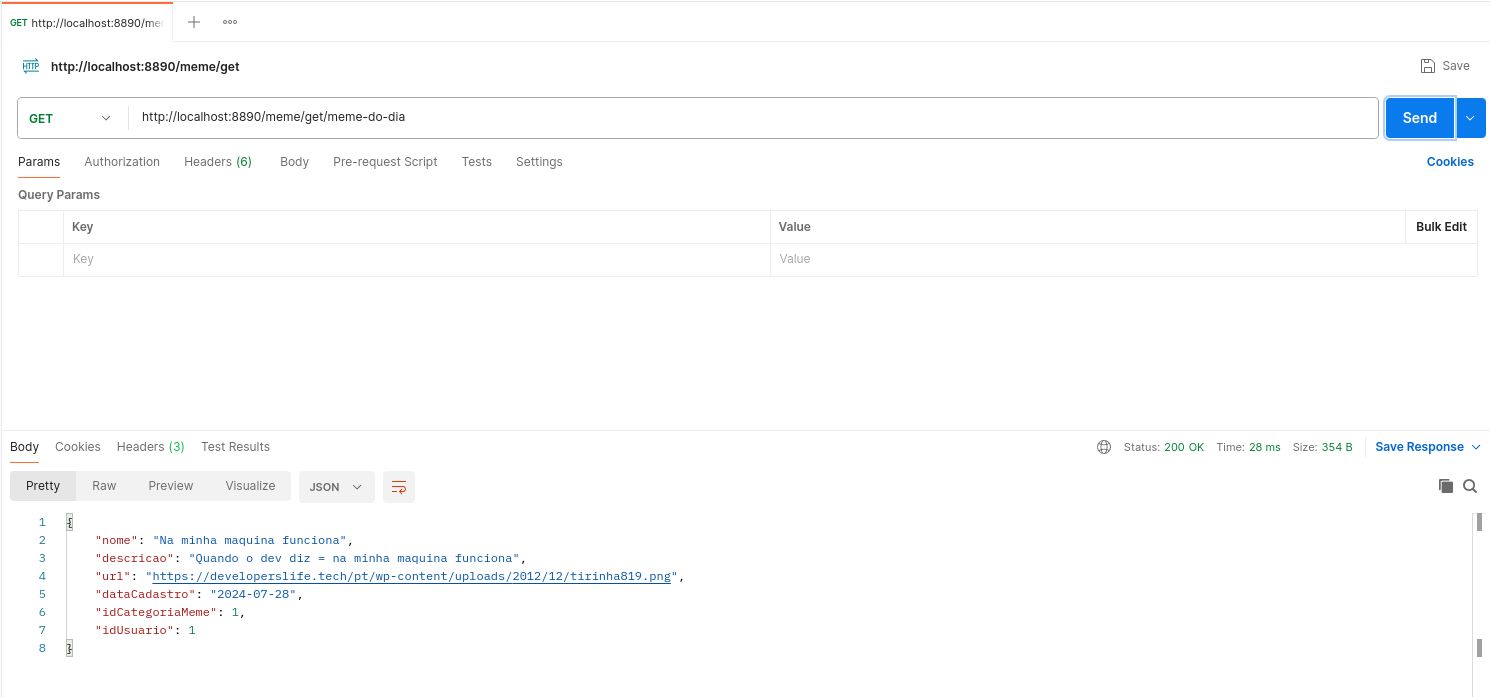 GET http://localhost:8890/me
HTTP http://localhost:8890/meme/get
Save
GET http://localhost:8890/meme/get/meme-do-dia
Send
Params Authorization Headers (6) Body Pre-request Script Tests Settings
Cookies
Query Params
Key Value Bulk Edit
Key Value
Body Cookies Headers (3) Test Results
Status: 200 OK Time: 28 ms Size: 354 B Save Response
Pretty Raw Preview Visualize JSON
1 {
2 "nome": "Na minha maquina funciona",
3 "descricao": "Quando o dev diz = na minha maquina funciona",
4 "url": "https://developerslife.tech/pt/wp-content/uploads/2012/12/tirinha819.png",
5 "dataCadastro": "2024-07-28",
6 "idCategoriaMeme": 1,
7 "idUsuario": 1
8 }